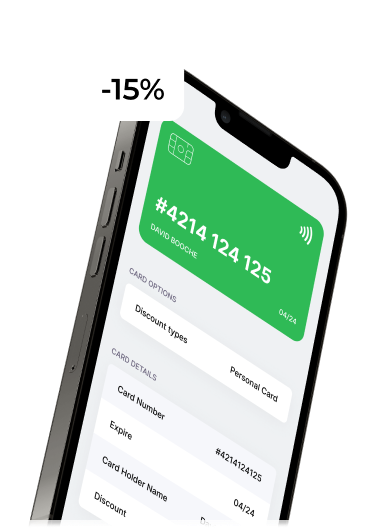 -15%
#4214 124 125
DAVID BOOCHE
04/24
CARD OPTIONS
Discount types
Personal Card
CARD DETAILS
Card Number
#4214124125
Expire
04/24
Card Holder Name
Discount